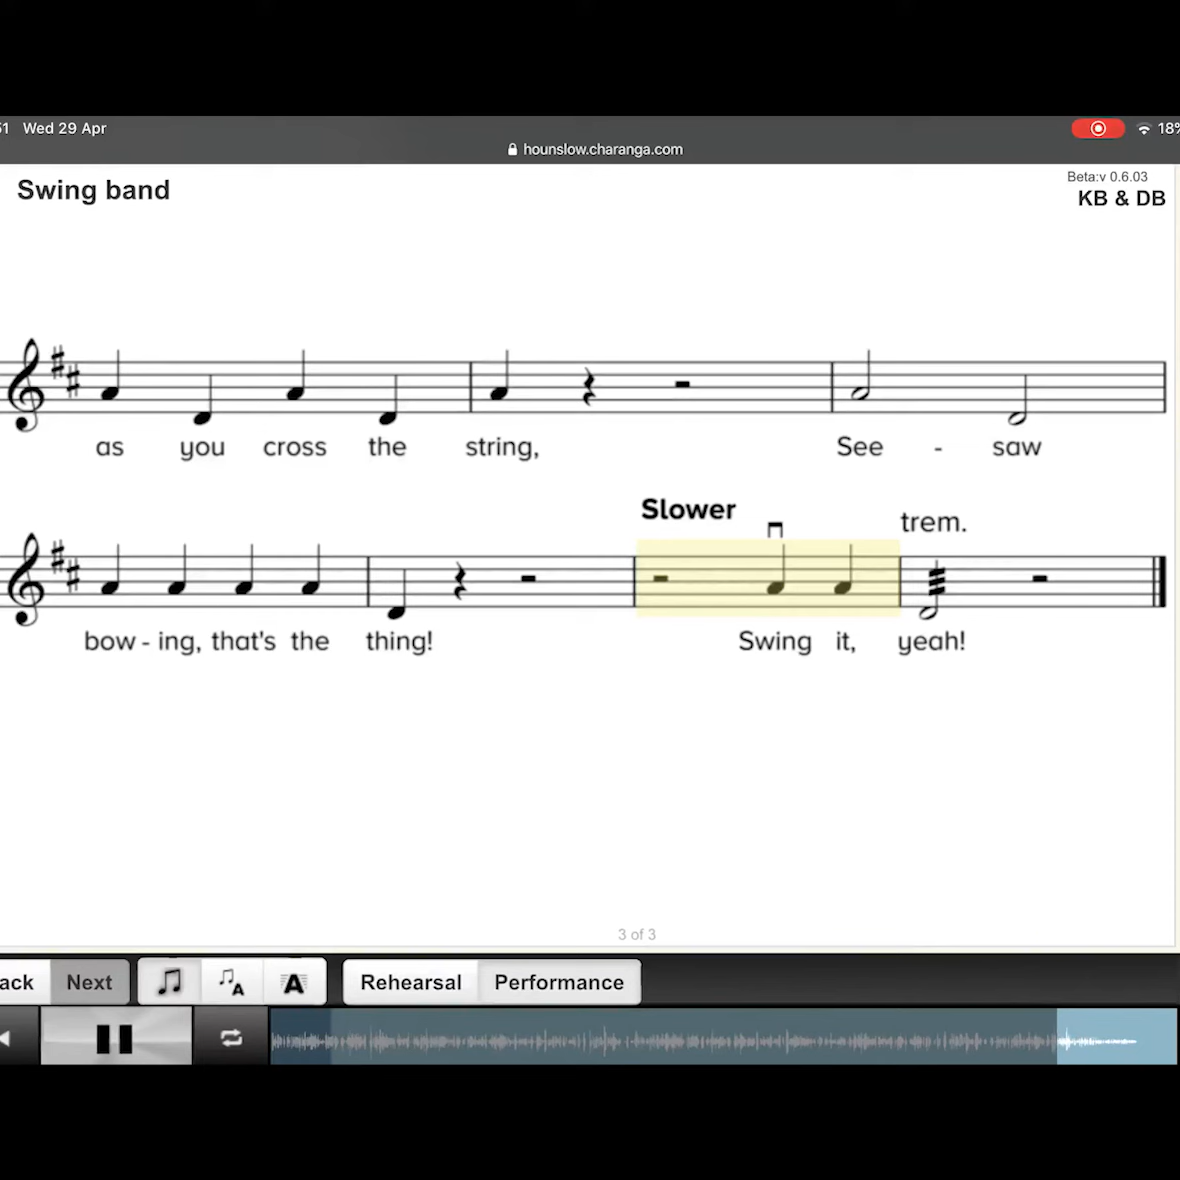 51 Wed 29 Apr
18%
hounslow.charanga.com
Swing band
Beta:v 0.6.03
KB & DB
as you cross the string, See - saw
Slower
trem.
bow - ing, that's the thing! Swing it, yeah!
3 of 3
ack Next A A Rehearsal Performance